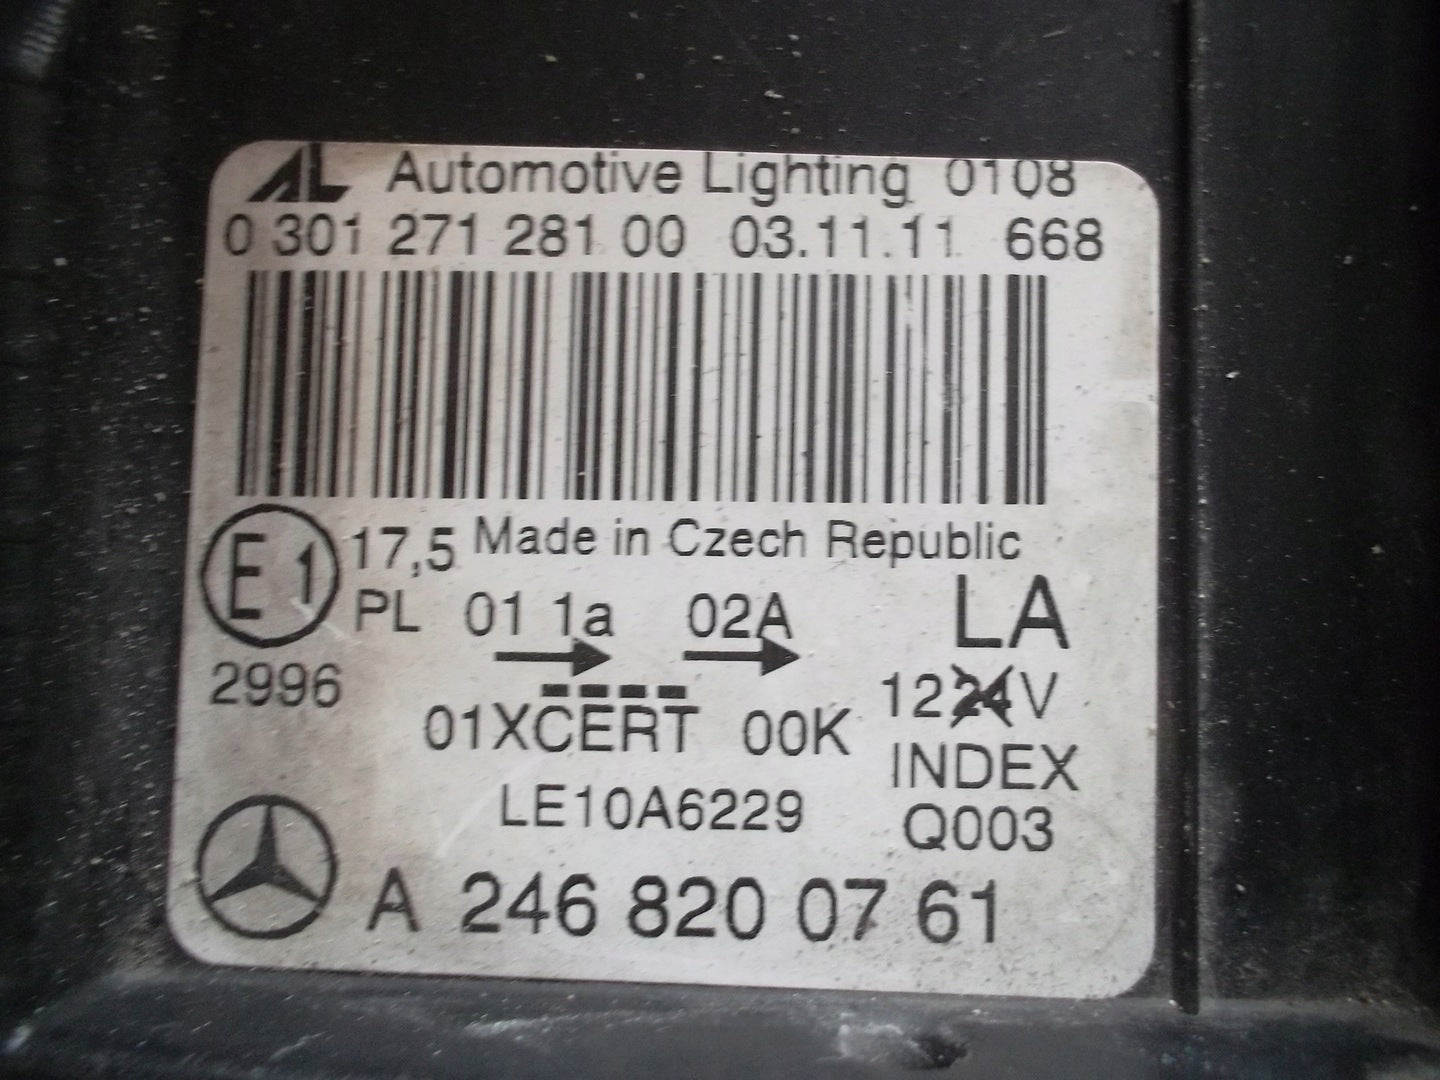 AL Automotive Lighting 0108
0 301 271 281 00 03.11.11 668
E1 17,5 Made in Czech Republic
PL 01 1a 02A LA
2996
01XCERT 00K 1224V
INDEX
LE10A6229 Q003
A 246 820 07 61